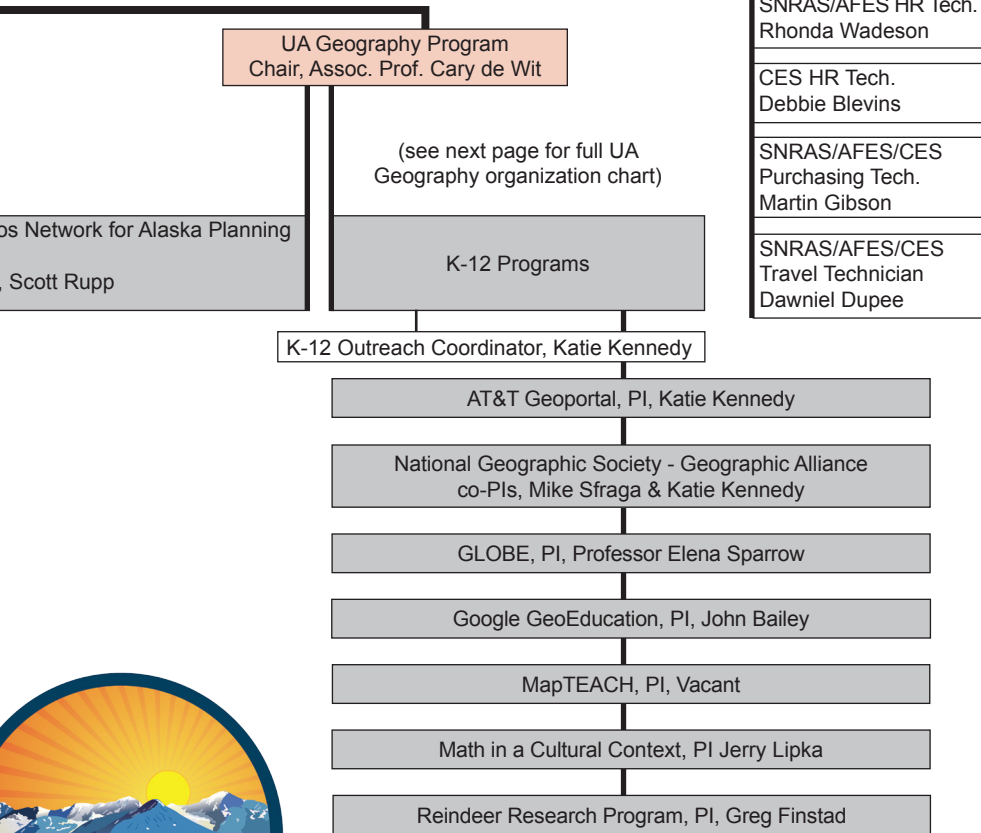 UA Geography Program
Chair, Assoc. Prof. Cary de Wit
(see next page for full UA
Geography organization chart)
Network for Alaska Planning
, Scott Rupp
K-12 Programs
K-12 Outreach Coordinator, Katie Kennedy
AT&T Geoportal, PI, Katie Kennedy
National Geographic Society - Geographic Alliance
co-PIs, Mike Sfraga & Katie Kennedy
GLOBE, PI, Professor Elena Sparrow
Google GeoEducation, PI, John Bailey
MapTEACH, PI, Vacant
Math in a Cultural Context, PI Jerry Lipka
Reindeer Research Program, PI, Greg Finstad
SNRAS/AFES HR Tech.
Rhonda Wadeson
CES HR Tech.
Debbie Blevins
SNRAS/AFES/CES
Purchasing Tech.
Martin Gibson
SNRAS/AFES/CES
Travel Technician
Dawniel Dupee